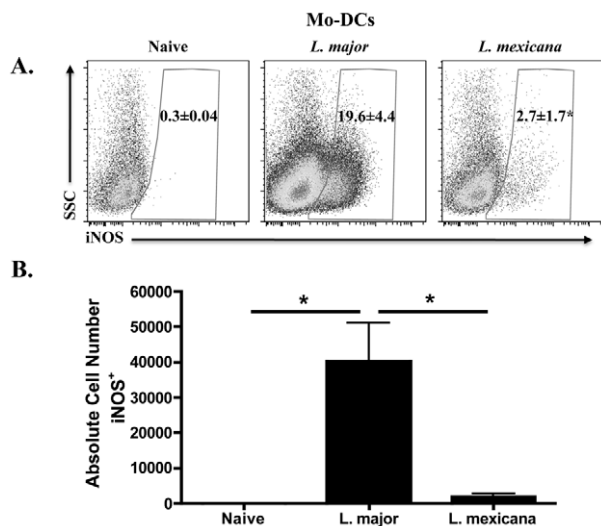 Mo-DCs
Naive
L. major
L. mexicana
A.
0.3±0.04
19.6±4.4
2.7±1.7*
SSC
iNOS
B.
* *
60000
50000
40000
30000
20000
10000
0
Absolute Cell Number
iNOS+
Naive
L. major
L. mexicana